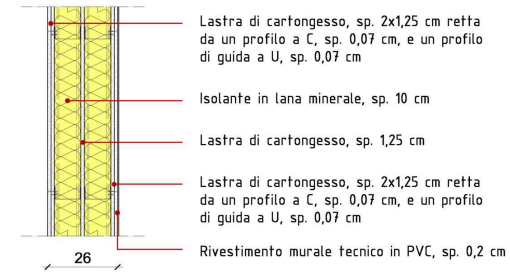 Lastra di cartongesso, sp. 2x1,25 cm retta
da un profilo a C, sp. 0,07 cm, e un profilo
di guida a U, sp. 0,07 cm
Isolante in lana minerale, sp. 10 cm
Lastra di cartongesso, sp. 1,25 cm
Lastra di cartongesso, sp. 2x1,25 cm retta
da un profilo a C, sp. 0,07 cm, e un profilo
di guida a U, sp. 0,07 cm
Rivestimento murale tecnico in PVC, sp. 0,2 cm
26